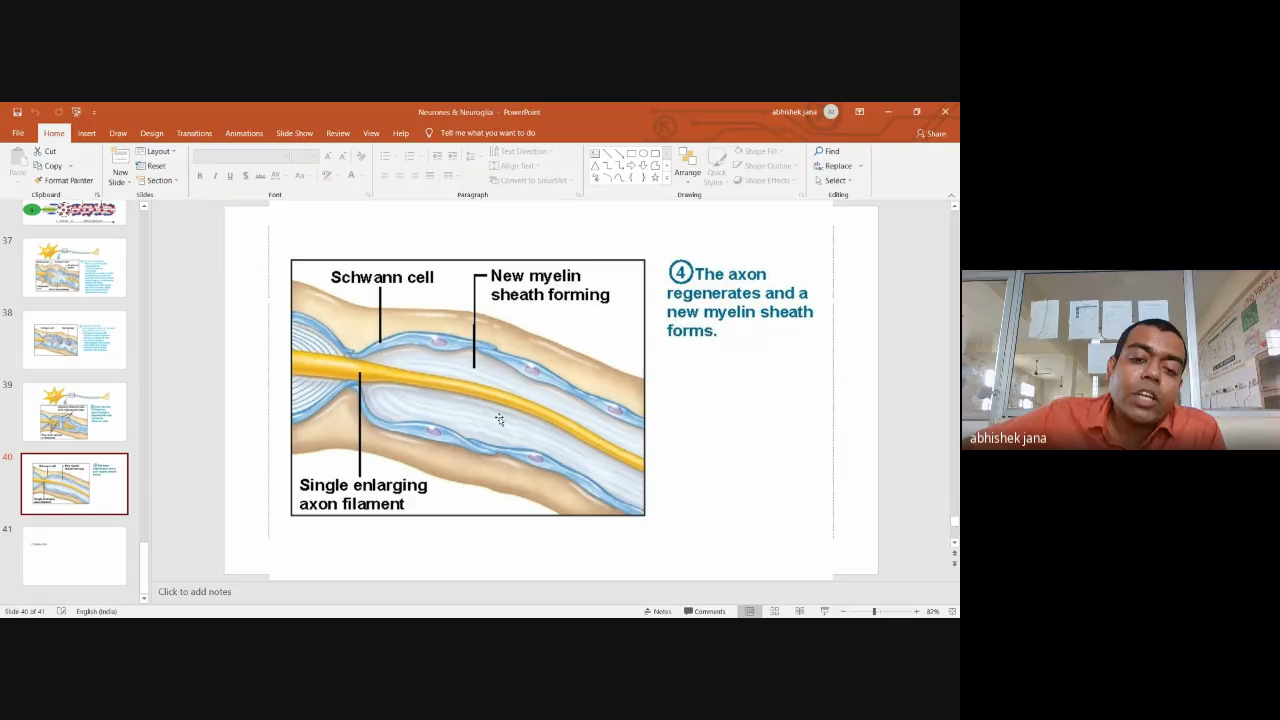 Neurones & Neuroglia - PowerPoint
abhishek jana
AJ
File Home Insert Draw Design Transitions Animations Slide Show Review View Help Tell me what you want to do
Share
Cut
Copy
Format Painter
Paste
Clipboard
New
Slide
Layout
Reset
Section
Slides
B I U S abc AV Aa A
Font
Text Direction
Align Text
Convert to SmartArt
Paragraph
Arrange
Quick
Styles
Shape Fill
Shape Outline
Shape Effects
Drawing
Find
Replace
Select
Editing
37
38
39
40
41
Schwann cell
New myelin
sheath forming
Single enlarging
axon filament
4 The axon
regenerates and a
new myelin sheath
forms.
Click to add notes
Slide 40 of 41
English (India)
Notes
Comments
82%
abhishek jana